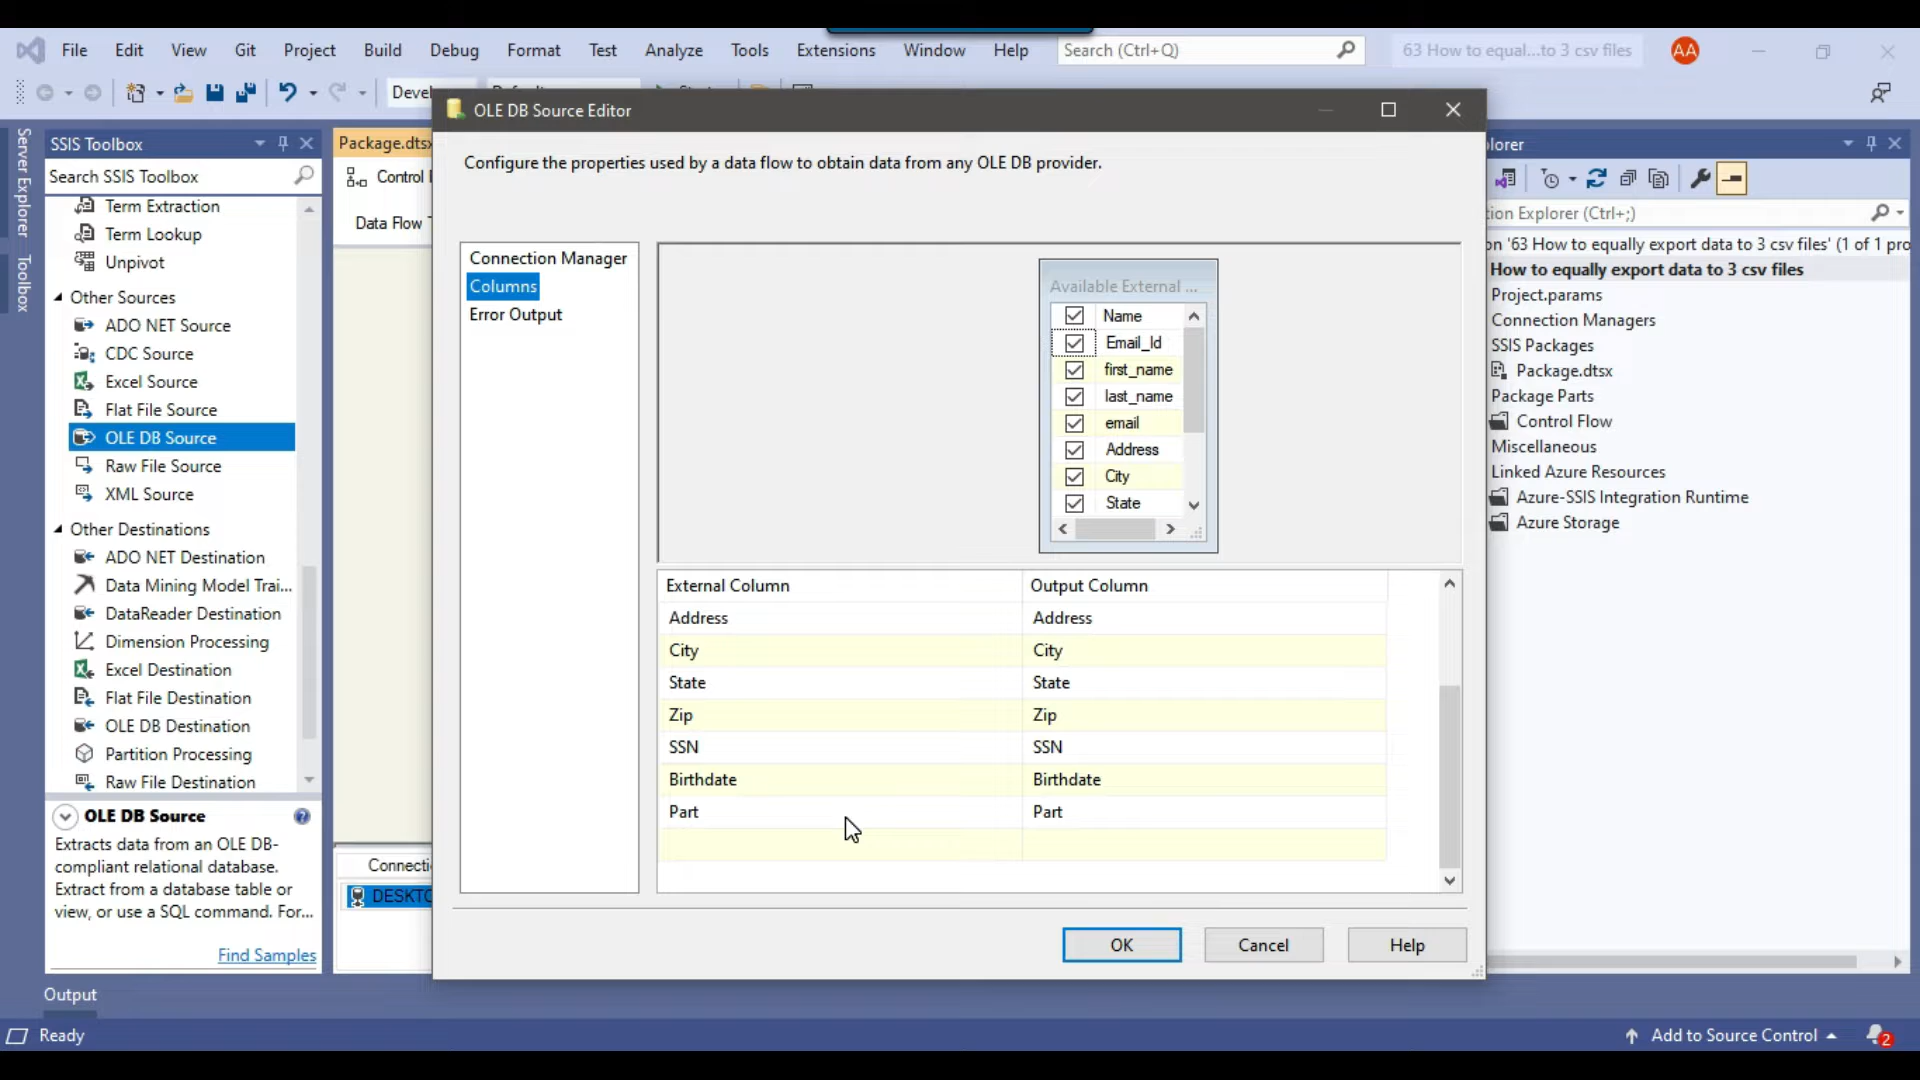 File Edit View Git Project Build Debug Format Test Analyze Tools Extensions Window Help Search (Ctrl+Q) 63 How to equal...to 3 csv files AA
Devel
OLE DB Source Editor
Server Explorer
Toolbox
SSIS Toolbox
Search SSIS Toolbox
Term Extraction
Term Lookup
Unpivot
Other Sources
ADO NET Source
CDC Source
Excel Source
Flat File Source
OLE DB Source
Raw File Source
XML Source
Other Destinations
ADO NET Destination
Data Mining Model Trai...
DataReader Destination
Dimension Processing
Excel Destination
Flat File Destination
OLE DB Destination
Partition Processing
Raw File Destination
OLE DB Source
Extracts data from an OLE DB-
compliant relational database.
Extract from a database table or
view, or use a SQL command. For...
Find Samples
Package.dtsx
Control
Data Flow
Connecti
DESKTO
Configure the properties used by a data flow to obtain data from any OLE DB provider.
Connection Manager
Columns
Error Output
Available External ...
Name
Email_Id
first_name
last_name
email
Address
City
State
External Column Output Column
Address Address
City City
State State
Zip Zip
SSN SSN
Birthdate Birthdate
Part Part
OK Cancel Help
lorer
tion Explorer (Ctrl+;)
on '63 How to equally export data to 3 csv files' (1 of 1 pro
How to equally export data to 3 csv files
Project.params
Connection Managers
SSIS Packages
Package.dtsx
Package Parts
Control Flow
Miscellaneous
Linked Azure Resources
Azure-SSIS Integration Runtime
Azure Storage
Output
Ready
Add to Source Control
2